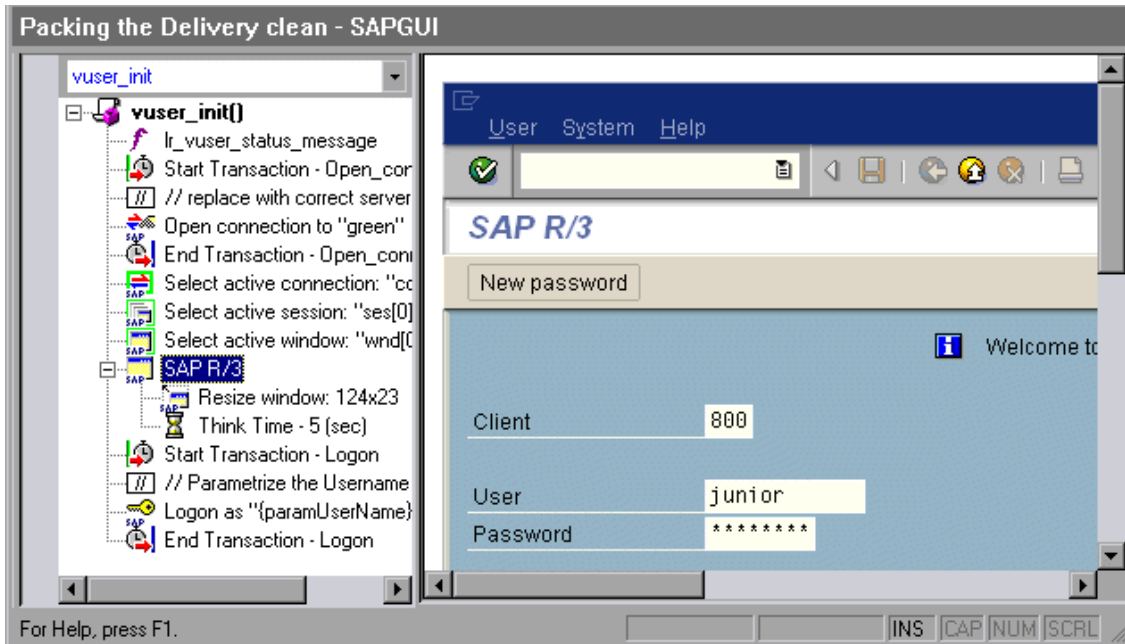 Packing the Delivery clean - SAPGUI
vuser_init
vuser_init()
lr_vuser_status_message
Start Transaction - Open_cor
// // replace with correct server
Open connection to "green"
End Transaction - Open_coni
Select active connection: "cc
Select active session: "ses[0]
Select active window: "wnd[0
SAP R/3
Resize window: 124x23
Think Time - 5 (sec)
Start Transaction - Logon
// // Parametrize the Username
Logon as "{paramUserName}
End Transaction - Logon
User System Help
SAP R/3
New password
i Welcome to
Client 800
User junior
Password ********
For Help, press F1.
INS CAP NUM SCRL